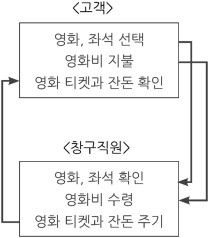 <고객>
영화, 좌석 선택
영화비 지불
영화 티켓과 잔돈 확인
<창구직원>
영화, 좌석 확인
영화비 수령
영화 티켓과 잔돈 주기